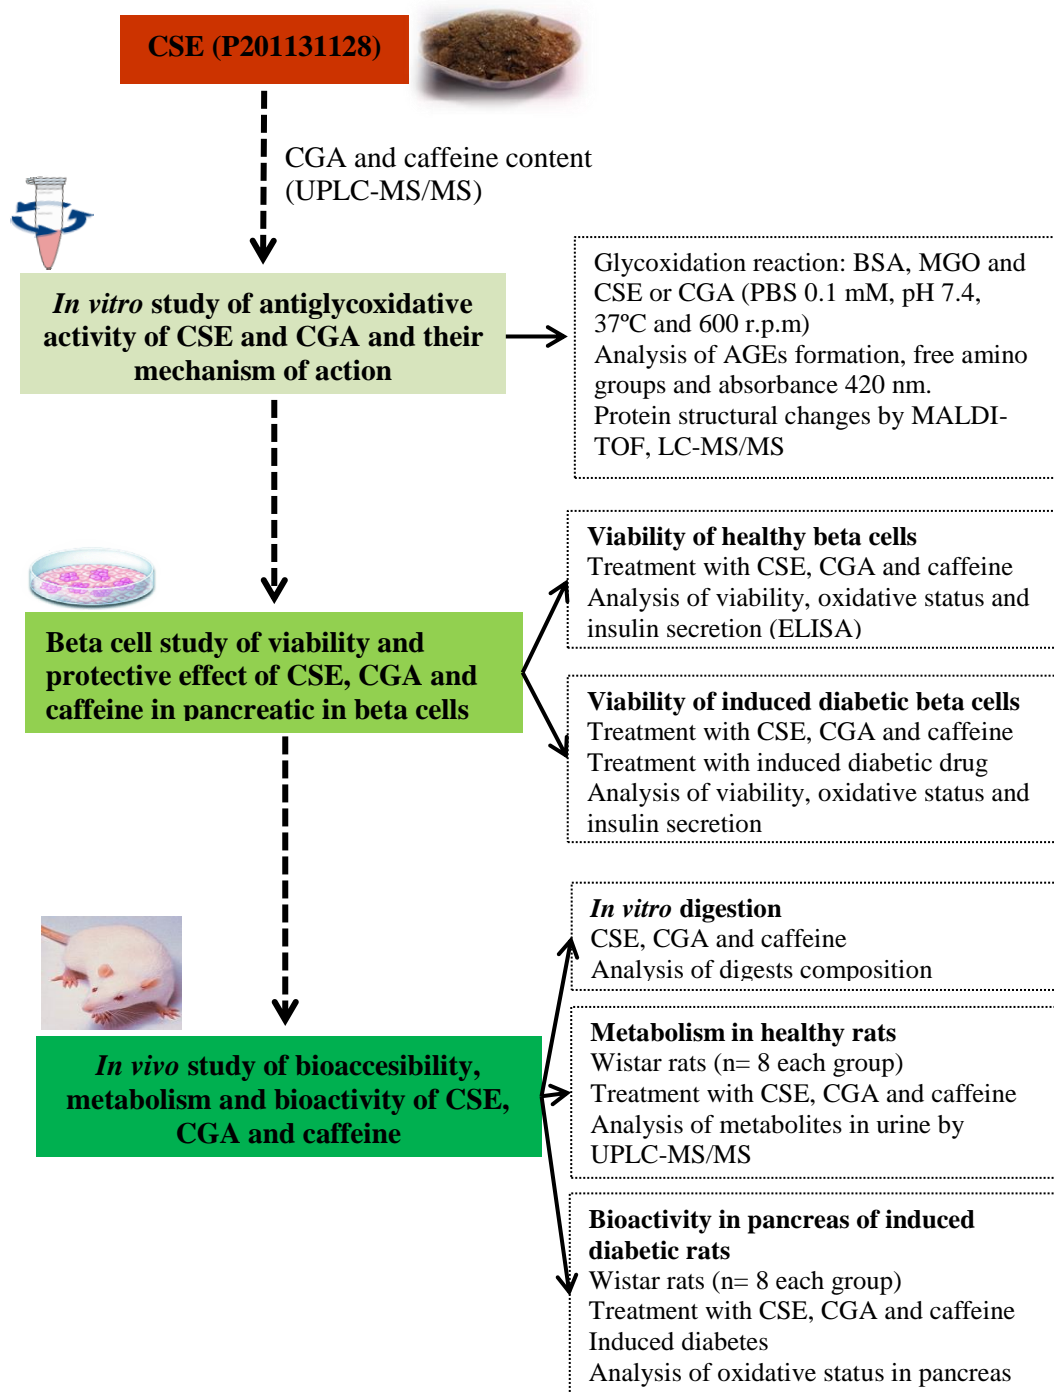 CSE (P201131128)
CGA and caffeine content
(UPLC-MS/MS)
In vitro study of antiglycoxidative
activity of CSE and CGA and their
mechanism of action
Glycoxidation reaction: BSA, MGO and
CSE or CGA (PBS 0.1 mM, pH 7.4,
37ºC and 600 r.p.m)
Analysis of AGEs formation, free amino
groups and absorbance 420 nm.
Protein structural changes by MALDI-
TOF, LC-MS/MS
Beta cell study of viability and
protective effect of CSE, CGA and
caffeine in pancreatic in beta cells
Viability of healthy beta cells
Treatment with CSE, CGA and caffeine
Analysis of viability, oxidative status and
insulin secretion (ELISA)
Viability of induced diabetic beta cells
Treatment with CSE, CGA and caffeine
Treatment with induced diabetic drug
Analysis of viability, oxidative status and
insulin secretion
In vivo study of bioaccesibility,
metabolism and bioactivity of CSE,
CGA and caffeine
In vitro digestion
CSE, CGA and caffeine
Analysis of digests composition
Metabolism in healthy rats
Wistar rats (n= 8 each group)
Treatment with CSE, CGA and caffeine
Analysis of metabolites in urine by
UPLC-MS/MS
Bioactivity in pancreas of induced
diabetic rats
Wistar rats (n= 8 each group)
Treatment with CSE, CGA and caffeine
Induced diabetes
Analysis of oxidative status in pancreas